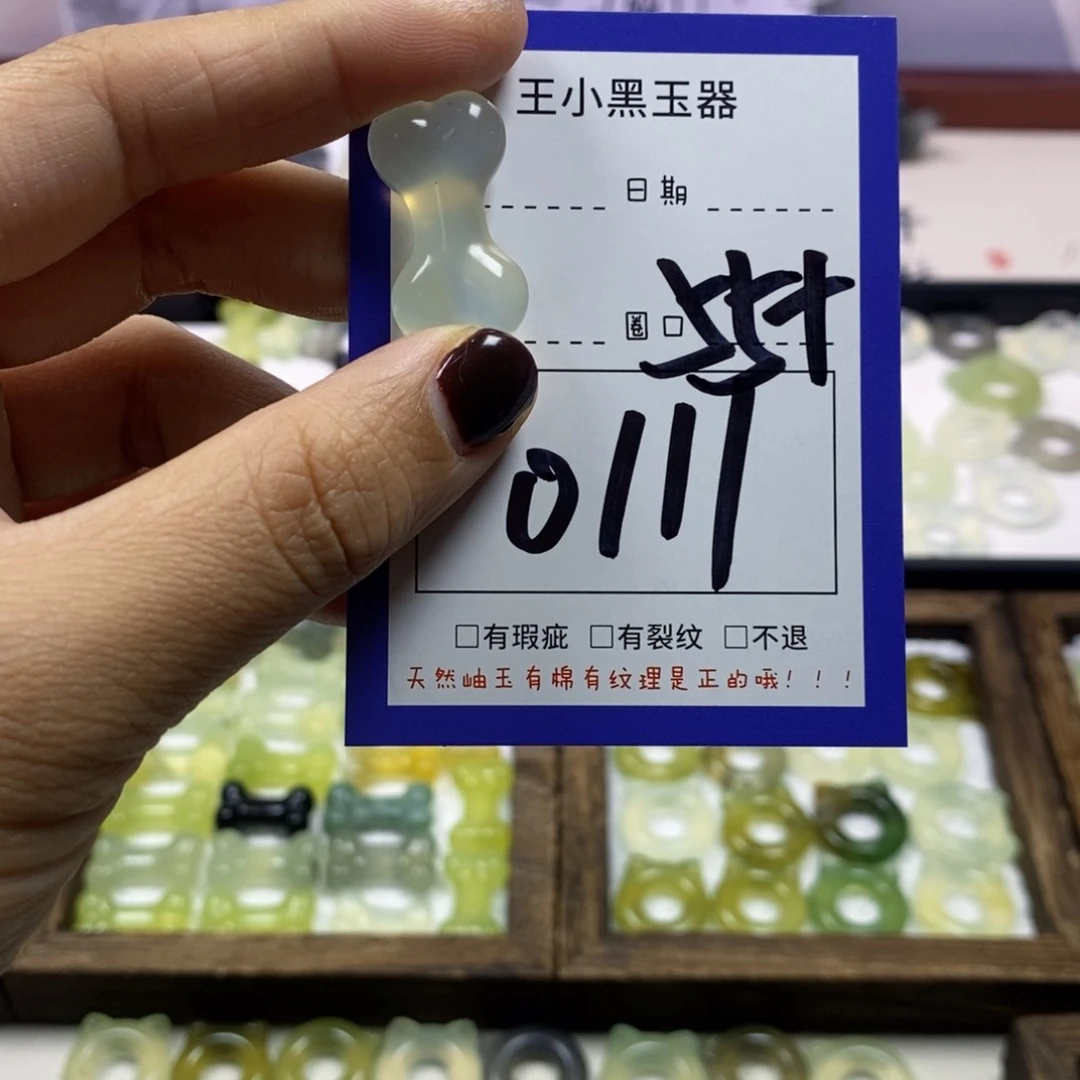 王小黑玉器
日期
圈口
0111
□有瑕疵 □有裂纹 □不退
天然岫玉有棉有纹理是正的哦！！！